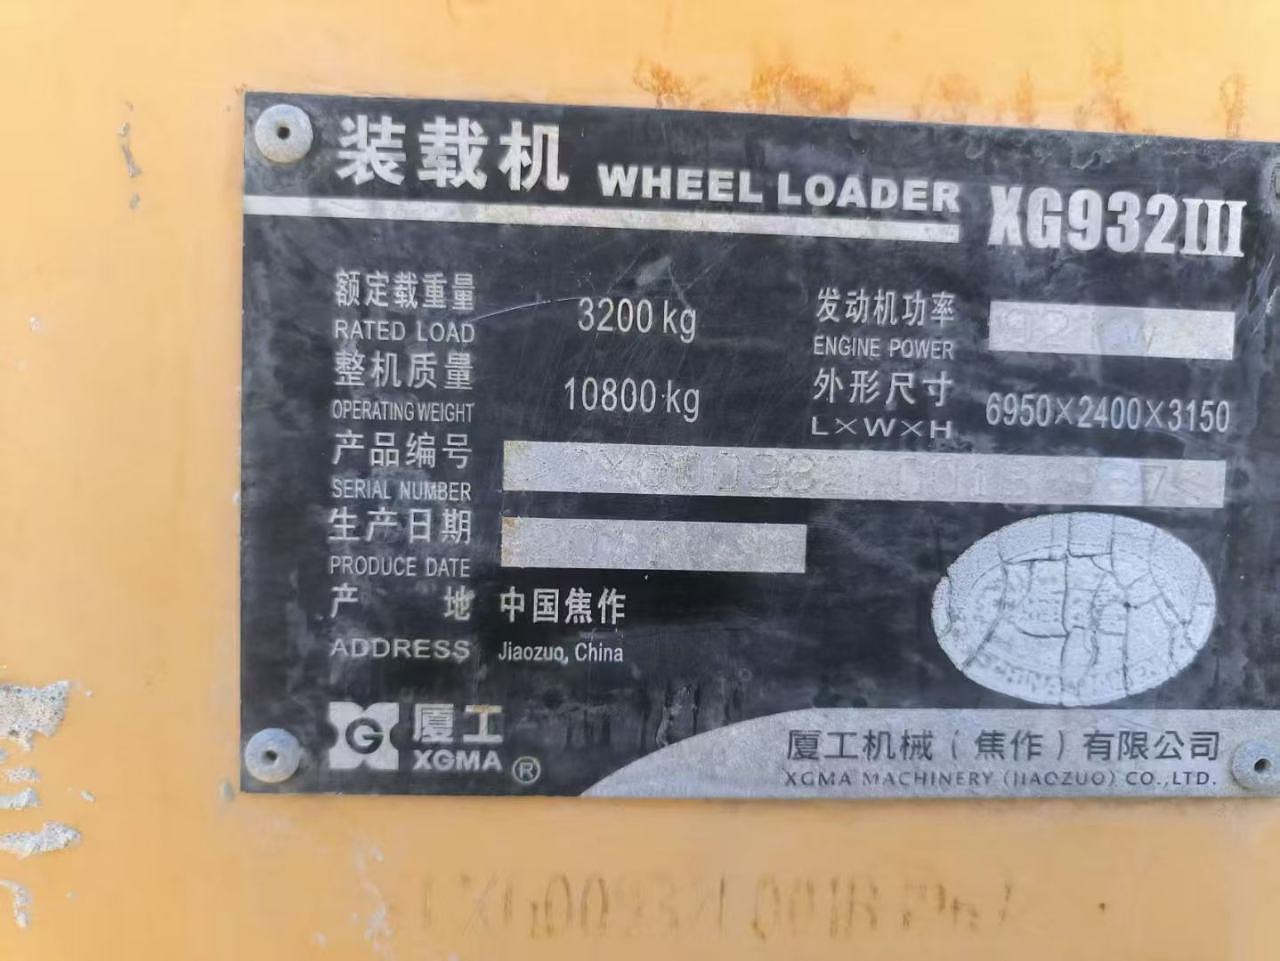 装载机 WHEEL LOADER XG932III
额定载重量 3200 kg 发动机功率
RATED LOAD ENGINE POWER
整机质量 10800 kg 外形尺寸 6950×2400×3150
OPERATING WEIGHT L×W×H
产品编号
SERIAL NUMBER
生产日期
PRODUCE DATE
产地 中国焦作
ADDRESS Jiaozuo, China
厦工
XGMA ®
厦工机械（焦作）有限公司
XGMA MACHINERY (JIAOZUO) CO.,LTD.